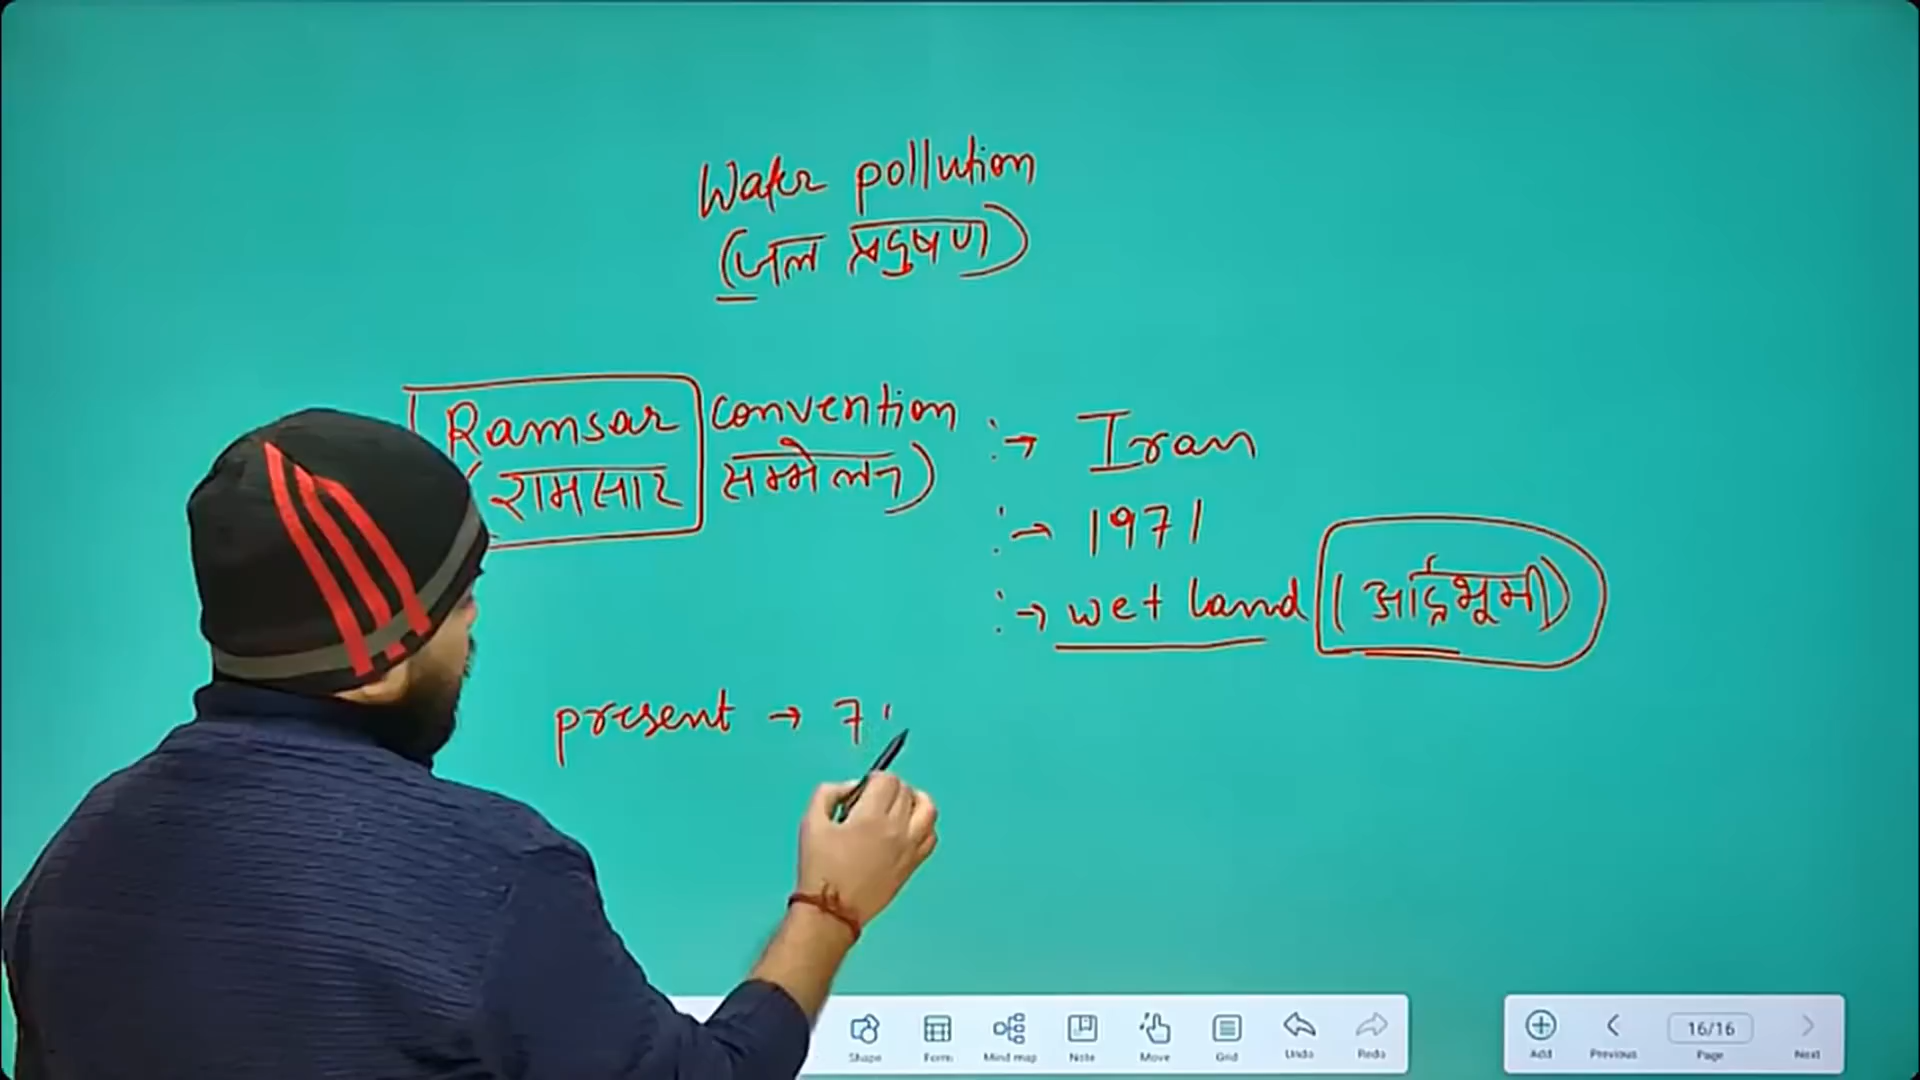 Water pollution
(जल प्रदुषण)
Ramsar convention
(रामसार सम्मेलन)
:→ Iran
:→ 1971
:→ wet land (आर्द्रभूमी)
present → 7
Shape Form Mind map Note Move Grid Undo Redo
Add Previous 16/16 Page Next